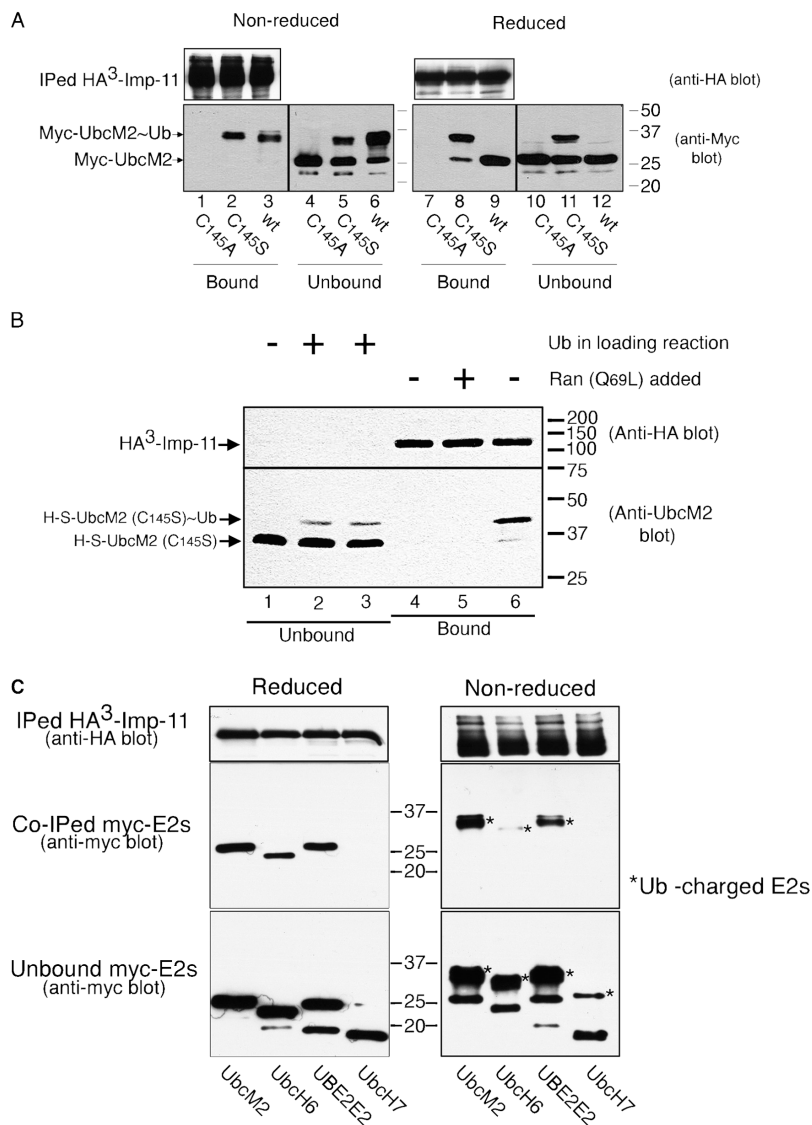 A
Non-reduced
Reduced
IPed HA3-Imp-11
(anti-HA blot)
Myc-UbcM2~Ub
Myc-UbcM2
50
37
25
20
(anti-Myc
blot)
1 2 3 4 5 6 7 8 9 10 11 12
C145A C145S wt C145A C145S wt C145A C145S wt C145A C145S wt
Bound Unbound Bound Unbound
B
- + + Ub in loading reaction
- + - Ran (Q69L) added
HA3-Imp-11
200
150
100
75
(Anti-HA blot)
H-S-UbcM2 (C145S)~Ub
H-S-UbcM2 (C145S)
50
37
25
(Anti-UbcM2
blot)
1 2 3 4 5 6
Unbound Bound
C
Reduced
Non-reduced
IPed HA3-Imp-11
(anti-HA blot)
Co-IPed myc-E2s
(anti-myc blot)
-37-
-25-
-20-
* * *
*Ub -charged E2s
Unbound myc-E2s
(anti-myc blot)
-37-
-25-
-20-
* * * *
UbcM2 UbcH6 UBE2E2 UbcH7 UbcM2 UbcH6 UBE2E2 UbcH7